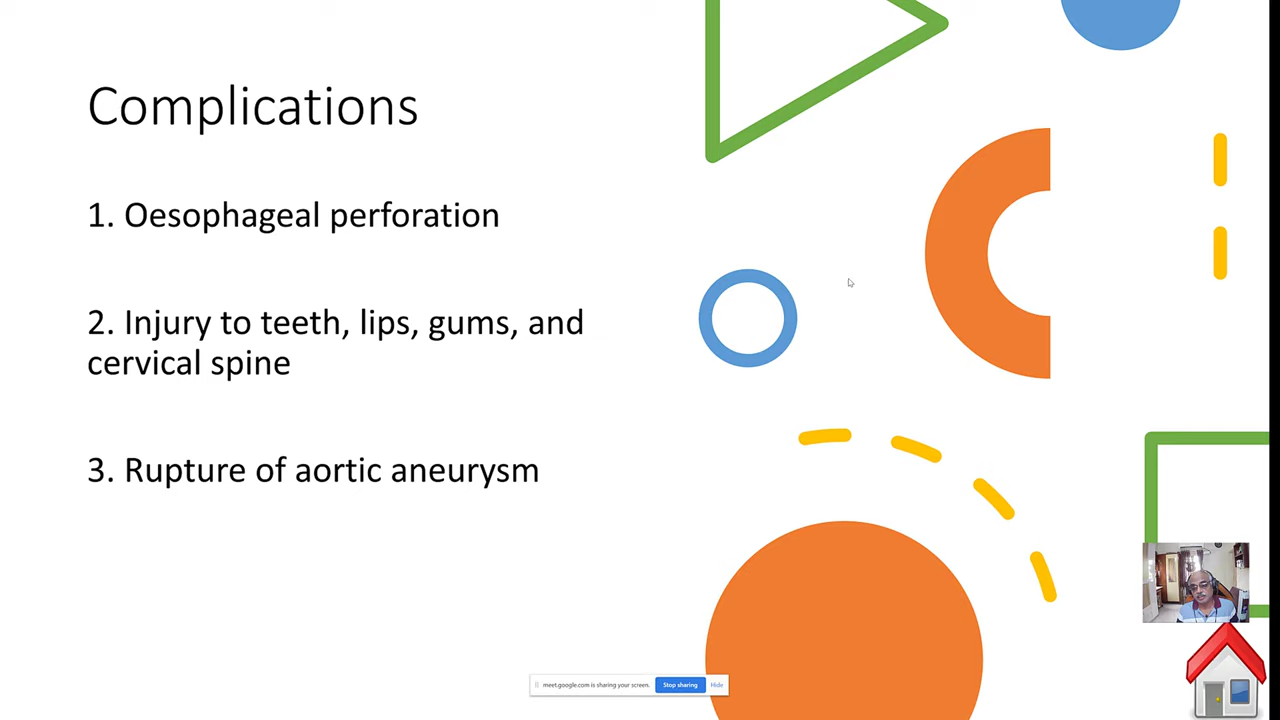 Complications
1. Oesophageal perforation
2. Injury to teeth, lips, gums, and
cervical spine
3. Rupture of aortic aneurysm
meet.google.com is sharing your screen.
Stop sharing
Hide